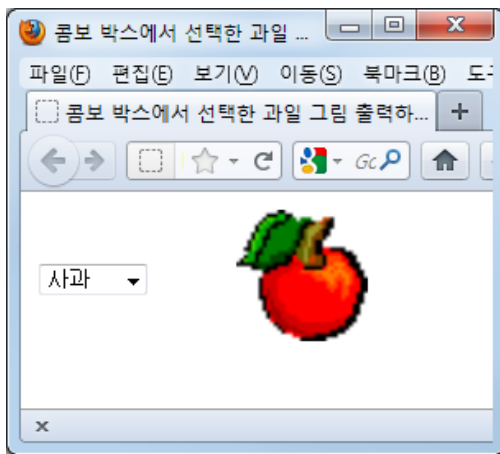 콤보 박스에서 선택한 과일 ...
파일(F) 편집(E) 보기(V) 이동(S) 북마크(B) 도
콤보 박스에서 선택한 과일 그림 출력하...
사과